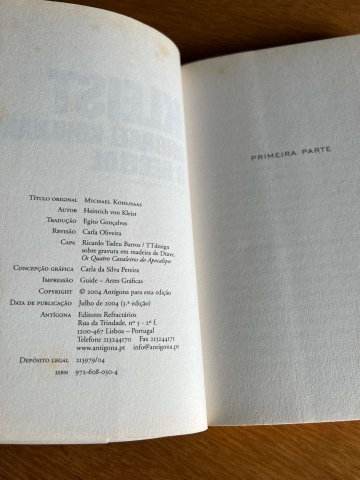 Título original Michael Kohlhaas
Autor Heinrich von Kleist
Tradução Egito Gonçalves
Revisão Carla Oliveira
Capa Ricardo Tadeu Barros / TTdesign
sobre gravura em madeira de Dürer,
Os Quatro Cavaleiros do Apocalipse
Concepção gráfica Carla da Silva Pereira
Impressão Guide – Artes Gráficas
Copyright © 2004 Antígona para esta edição
Data de publicação Julho de 2004 (1.ª edição)
Antígona Editores Refractários
Rua da Trindade, nº 5 - 2º f.
1200-467 Lisboa – Portugal
Telefone 213244170 Fax 213244171
www.antigona.pt info@antigona.pt
Depósito legal 213979/04
ISBN 972-608-030-4
PRIMEIRA PARTE